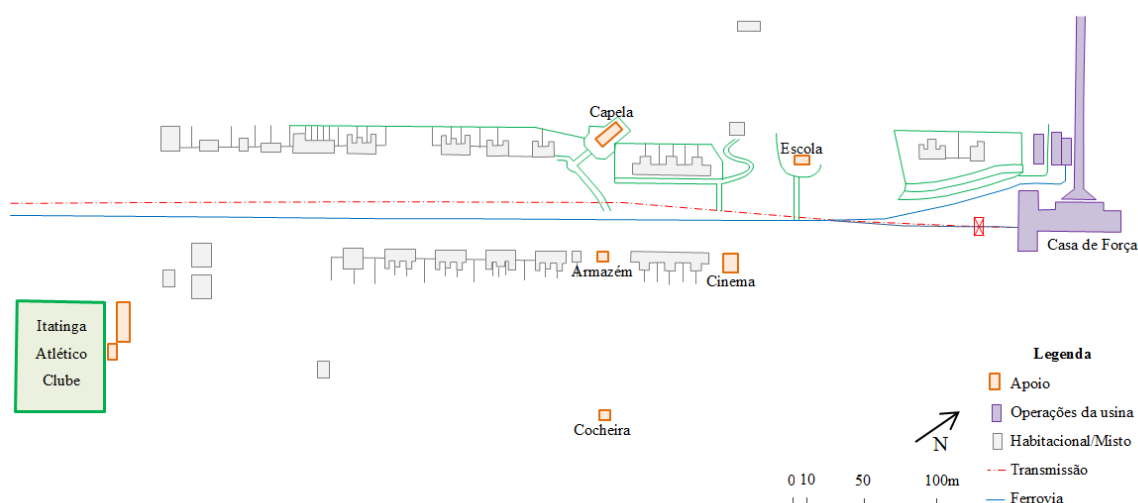 Capela
Escola
Casa de Força
Armazém
Cinema
Itatinga
Atlético
Clube
Cocheira
N
0 10 50 100m
Legenda
Apoio
Operações da usina
Habitacional/Misto
Transmissão
Ferrovia